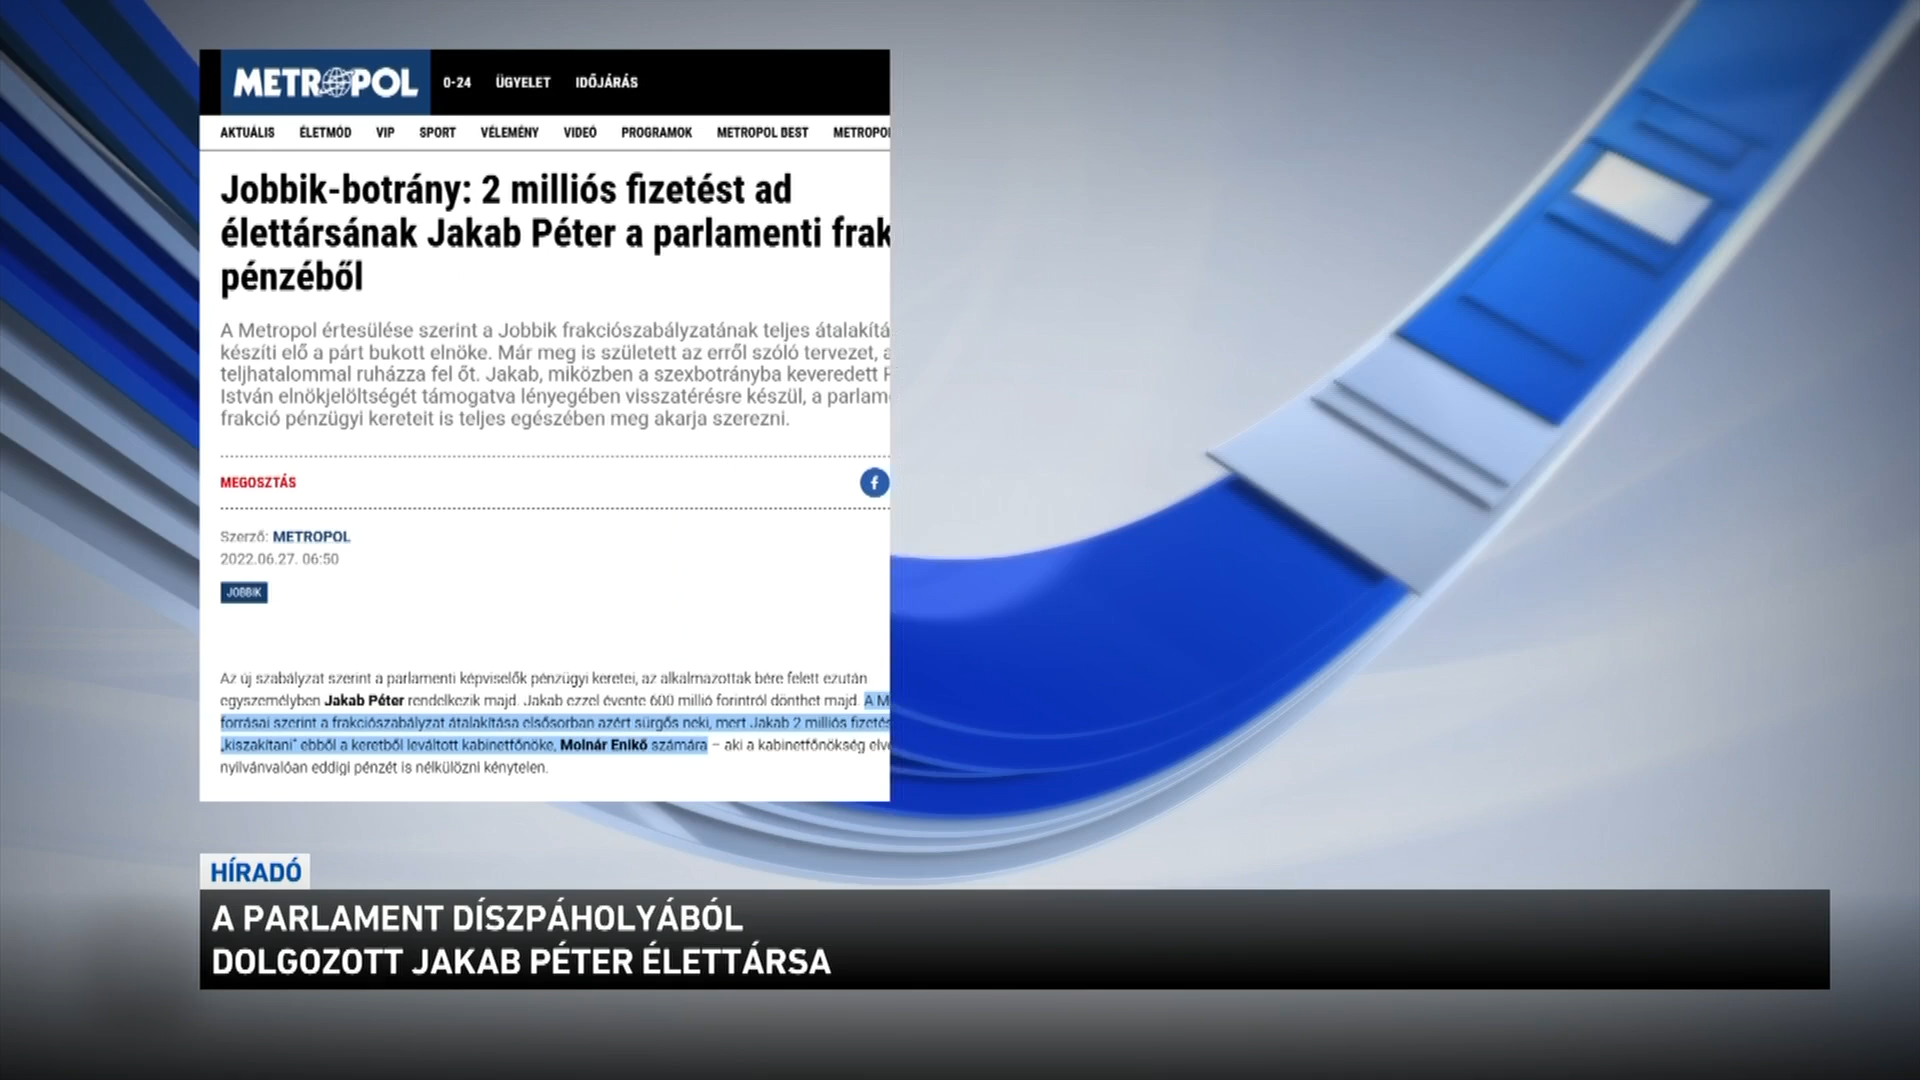 METROPOL 0-24 ÜGYELET IDŐJÁRÁS
AKTUÁLIS ÉLETMÓD VIP SPORT VÉLEMÉNY VIDEÓ PROGRAMOK METROPOL BEST METROPOL
Jobbik-botrány: 2 milliós fizetést ad
élettársának Jakab Péter a parlamenti frak
pénzéből
A Metropol értesülése szerint a Jobbik frakciószabályzatának teljes átalakítá
készíti elő a párt bukott elnöke. Már meg is született az erről szóló tervezet, a
teljhatalommal ruházza fel őt. Jakab, miközben a szexbotrányba keveredett
István elnökjelöltségét támogatva lényegében visszatérésre készül, a parlam
frakció pénzügyi kereteit is teljes egészében meg akarja szerezni.
MEGOSZTÁS
Szerző: METROPOL
2022.06.27. 06:50
JOBBIK
Az új szabályzat szerint a parlamenti képviselők pénzügyi keretei, az alkalmazottak bére felett ezután
egyszemélyben Jakab Péter rendelkezik majd. Jakab ezzel évente 600 millió forintról dönthet majd. A M
forrásai szerint a frakciószabályzat átalakítása elsősorban azért sürgős neki, mert Jakab 2 milliós fizetés
„kiszakítani" ebből a keretből leváltott kabinetfőnöke, Molnár Enikő számára – aki a kabinetfőnökség elve
nyilvánvalóan eddigi pénzét is nélkülözni kénytelen.
HÍRADÓ
A PARLAMENT DÍSZPÁHOLYÁBÓL
DOLGOZOTT JAKAB PÉTER ÉLETTÁRSA